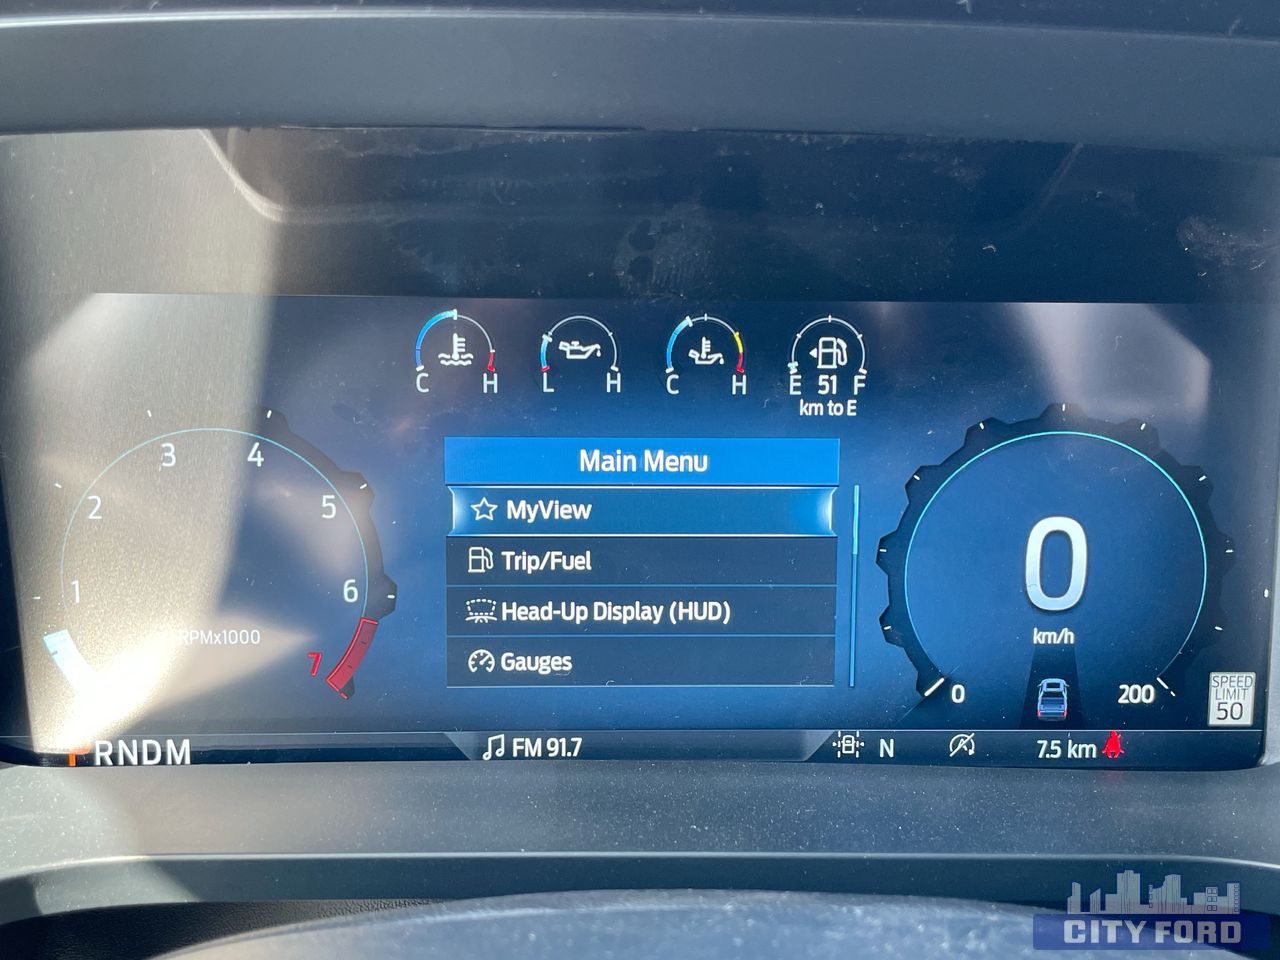 C H
L H
C H
E 51 F
km to E
Main Menu
MyView
Trip/Fuel
Head-Up Display (HUD)
Gauges
1
2
3
4
5
6
7
RPMx1000
0
km/h
0
200
SPEED
LIMIT
50
PRNDM
FM 91.7
N
7.5 km
CITY FORD